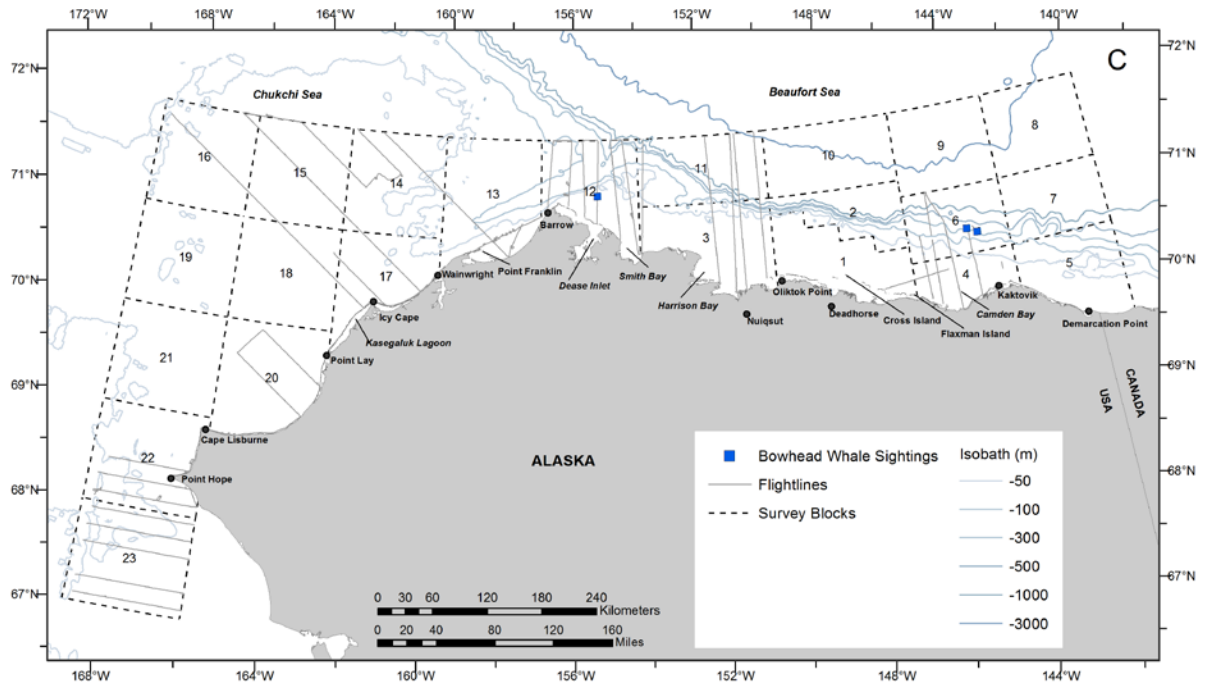 172°W 168°W 164°W 160°W 156°W 152°W 148°W 144°W 140°W
C
72°N
72°N
Chukchi Sea
Beaufort Sea
8
9
10
16
71°N
71°N
15
11
14
13
12
7
6
2
Barrow
3
19
18
17
Wainwright
Point Franklin
Dease Inlet
Smith Bay
1
4
5
70°N
70°N
Harrison Bay
Oliktok Point
Kaktovik
Icy Cape
Nuiqsut
Deadhorse
Cross Island
Camden Bay
Demarcation Point
Flaxman Island
Kasegaluk Lagoon
21
Point Lay
20
69°N
69°N
USA
CANADA
Cape Lisburne
22
ALASKA
Point Hope
68°N
68°N
Bowhead Whale Sightings
Flightlines
Survey Blocks
Isobath (m)
-50
-100
-300
-500
-1000
-3000
23
67°N
67°N
0 30 60 120 180 240
Kilometers
0 20 40 80 120 160
Miles
168°W 164°W 160°W 156°W 152°W 148°W 144°W